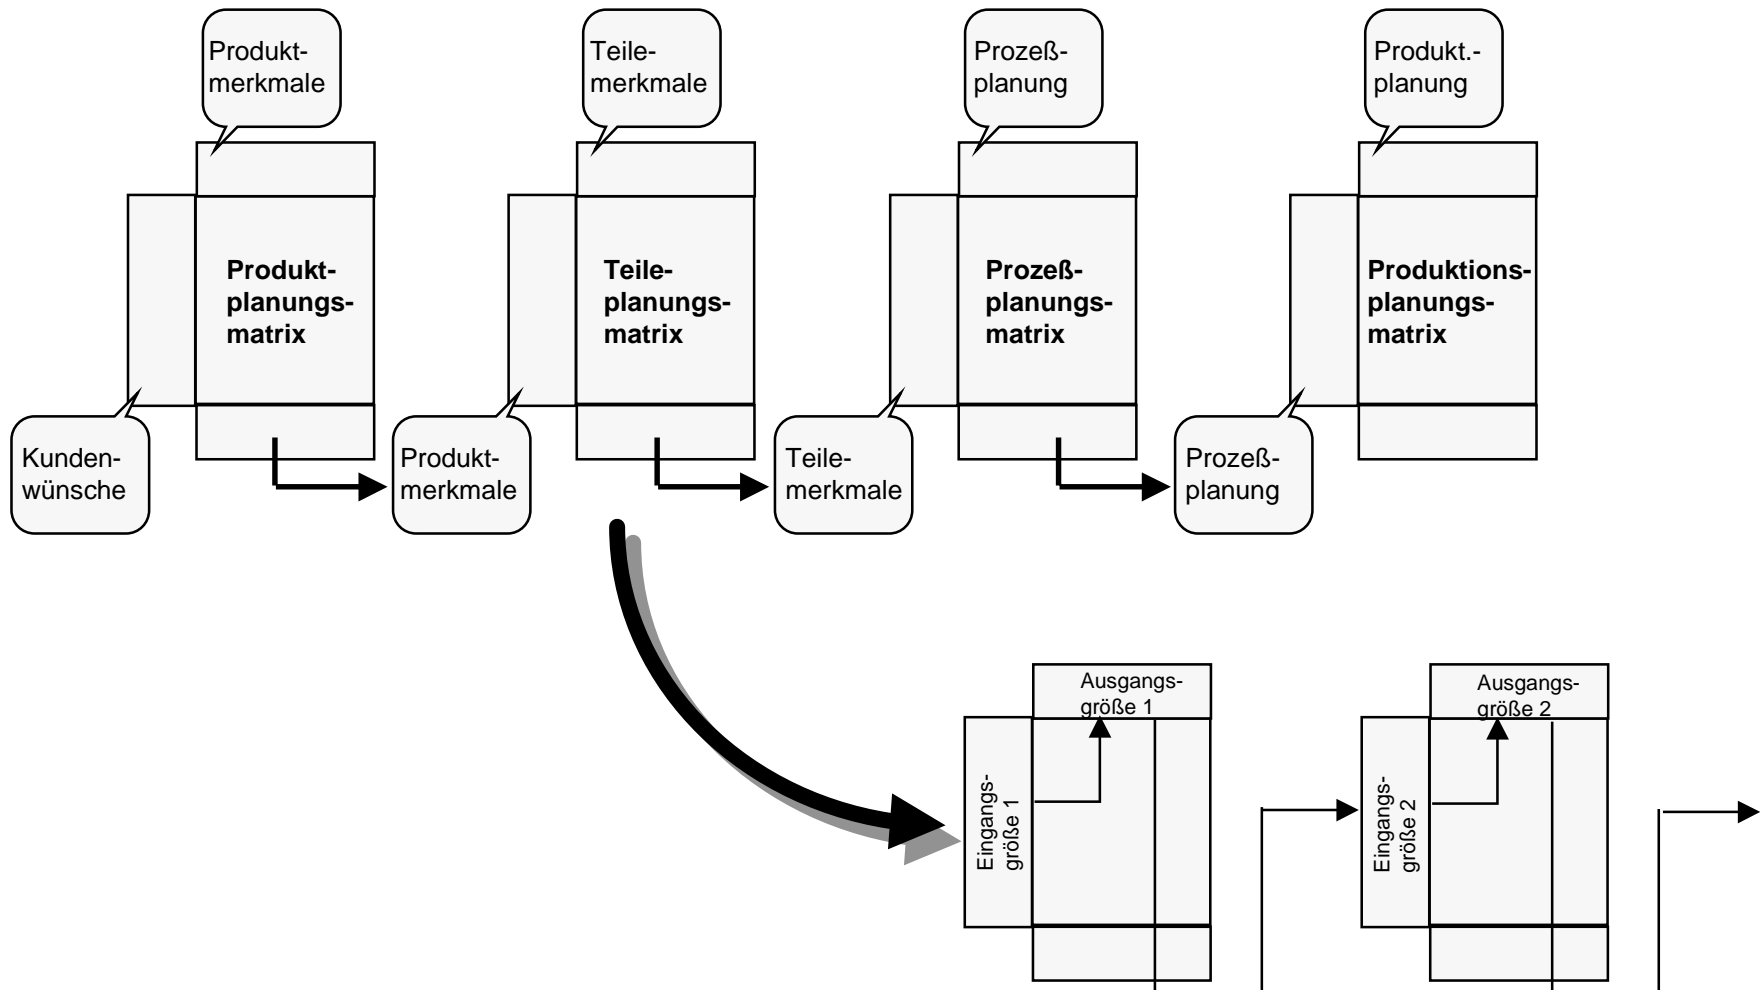 Produkt-
merkmale
Teile-
merkmale
Prozeß-
planung
Produkt.-
planung
Produkt-
planungs-
matrix
Teile-
planungs-
matrix
Prozeß-
planungs-
matrix
Produktions-
planungs-
matrix
Kunden-
wünsche
Produkt-
merkmale
Teile-
merkmale
Prozeß-
planung
Ausgangs-
größe 1
Ausgangs-
größe 2
Eingangs-
größe 1
Eingangs-
größe 2